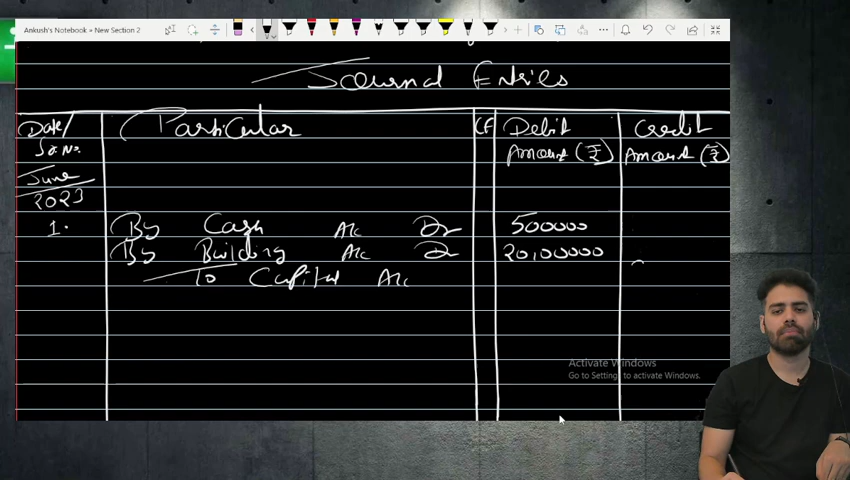 Ankush's Notebook » New Section 2
Journal Entries
Date/ Particular LF Debit Credit
Sr.No. Amount (₹) Amount (₹)
June
2023
1. By Cash A/c Dr 500000
By Building A/c Dr 20,00000
To Capital A/c
Activate Windows
Go to Settings to activate Windows.